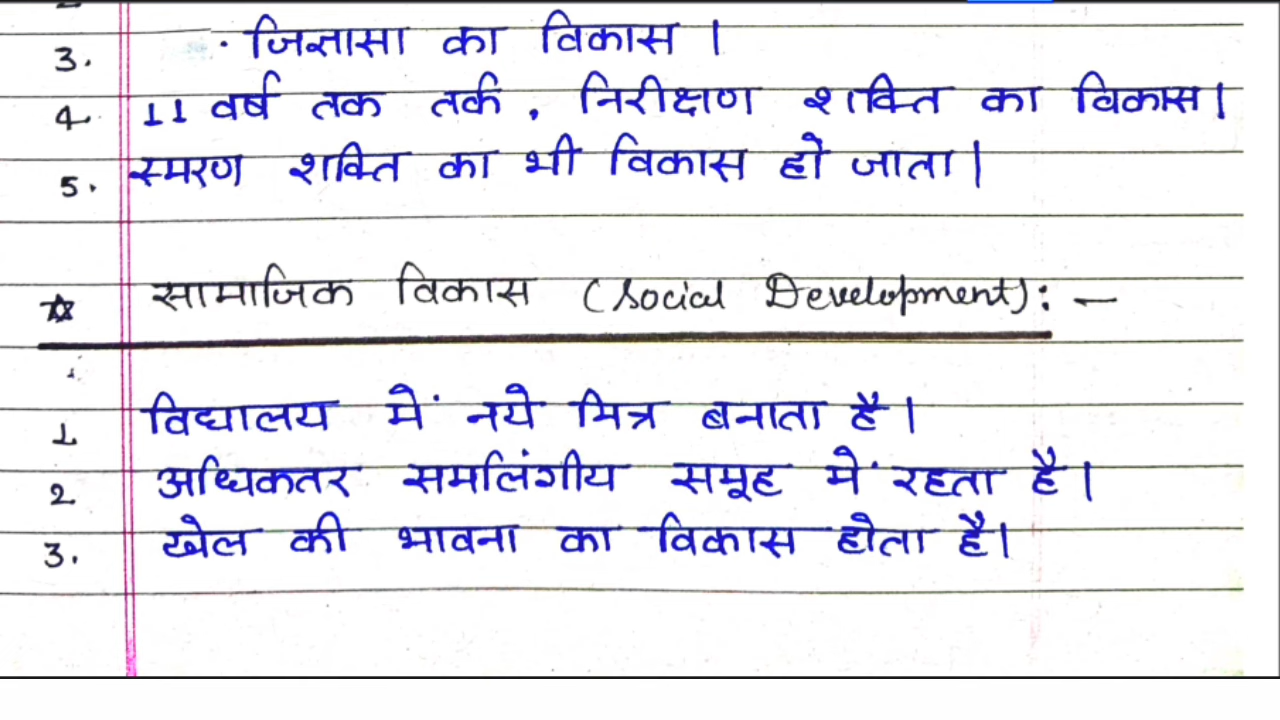 3. जिज्ञासा का विकास ।
4. 11 वर्ष तक तर्क, निरीक्षण शक्ति का विकास।
5. स्मरण शक्ति का भी विकास हो जाता।
☆ सामाजिक विकास (Social Development): —
1 विद्यालय में नये मित्र बनाता है।
2 अधिकतर समलिंगीय समूह में रहता है।
3. खेल की भावना का विकास होता है।